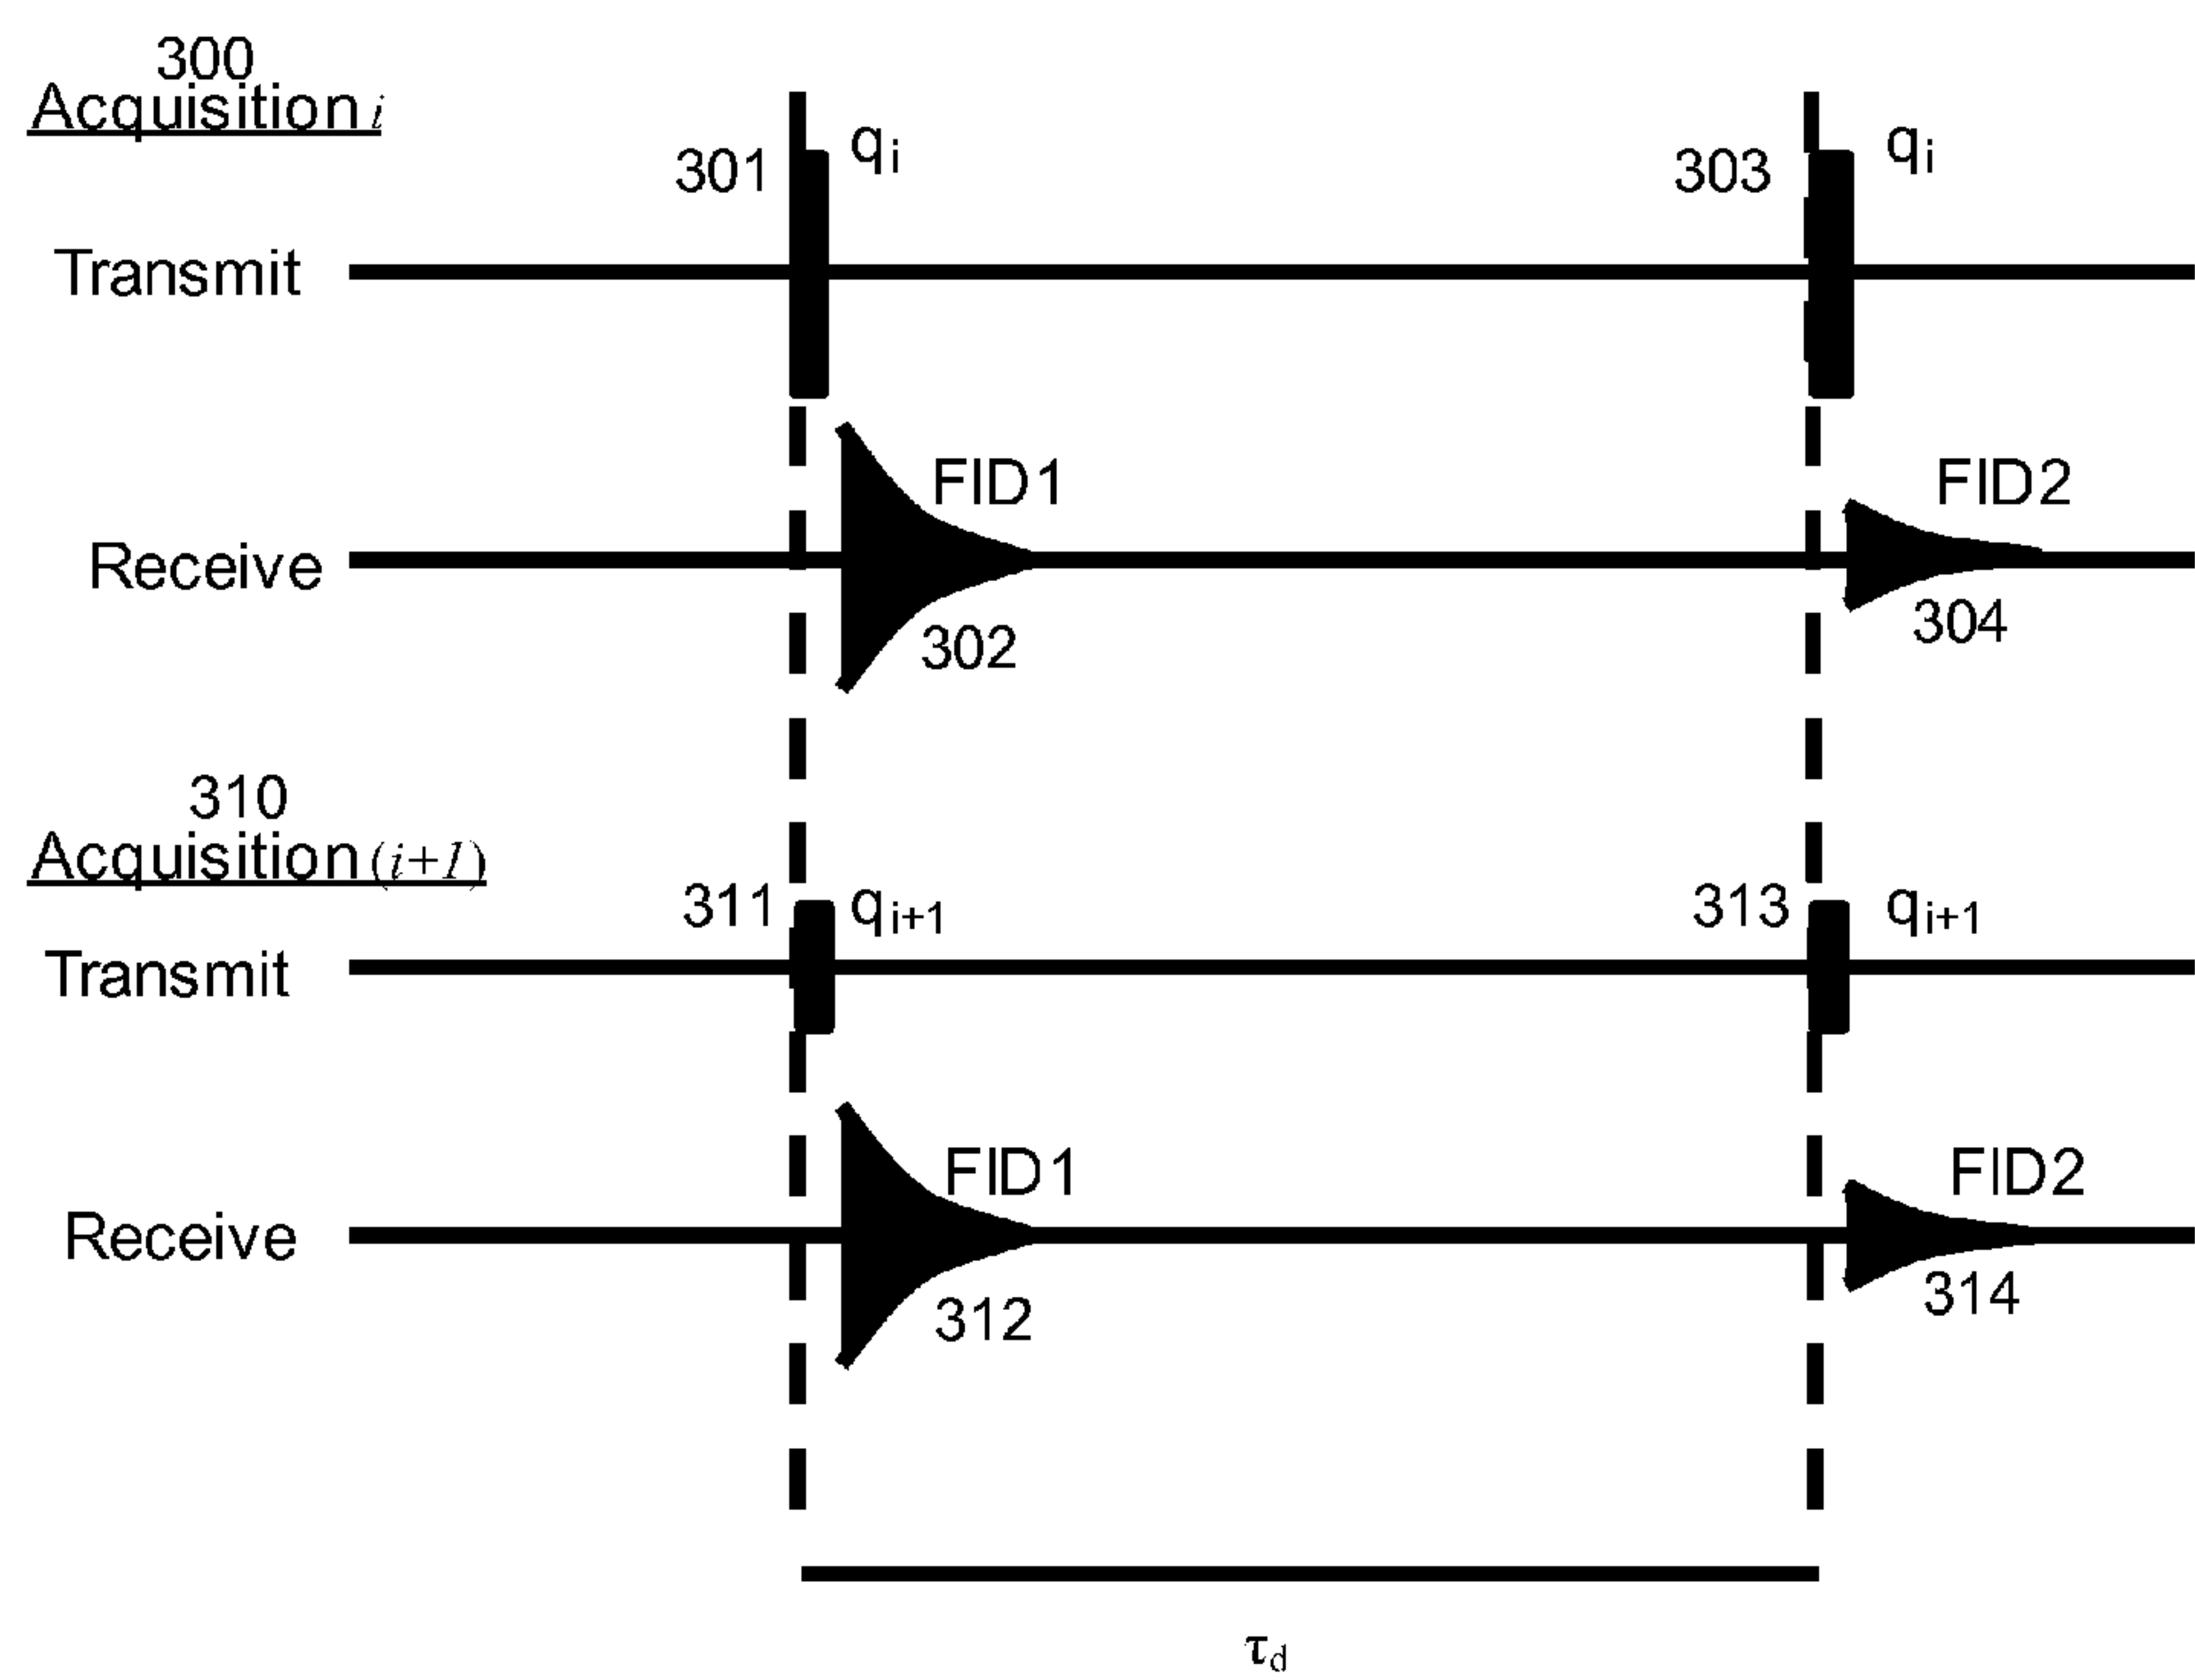 300
Acquisition i
301
qi
303
qi
Transmit
FID1
FID2
Receive
302
304
310
Acquisition (i+1)
311
qi+1
313
qi+1
Transmit
FID1
FID2
Receive
312
314
τd